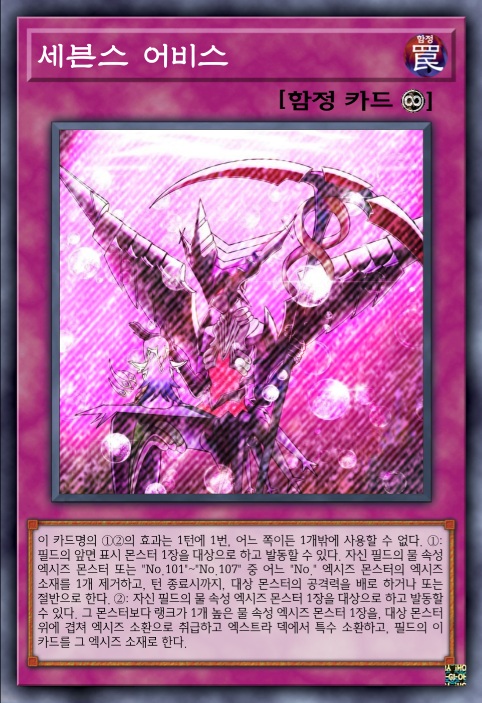 세븐스 어비스
함정
罠
[함정 카드 ∞]
이 카드명의 ①②의 효과는 1턴에 1번, 어느 쪽이든 1개밖에 사용할 수 없다. ①:
필드의 앞면 표시 몬스터 1장을 대상으로 하고 발동할 수 있다. 자신 필드의 물 속성
엑시즈 몬스터 또는 "No.101"~"No.107" 중 어느 "No." 엑시즈 몬스터의 엑시즈
소재를 1개 제거하고, 턴 종료시까지, 대상 몬스터의 공격력을 배로 하거나 또는
절반으로 한다. ②: 자신 필드의 물 속성 엑시즈 몬스터 1장을 대상으로 하고 발동할
수 있다. 그 몬스터보다 랭크가 1개 높은 물 속성 엑시즈 몬스터 1장을, 대상 몬스터
위에 겹쳐 엑시즈 소환으로 취급하고 엑스트라 덱에서 특수 소환하고, 필드의 이
카드를 그 엑시즈 소재로 한다.